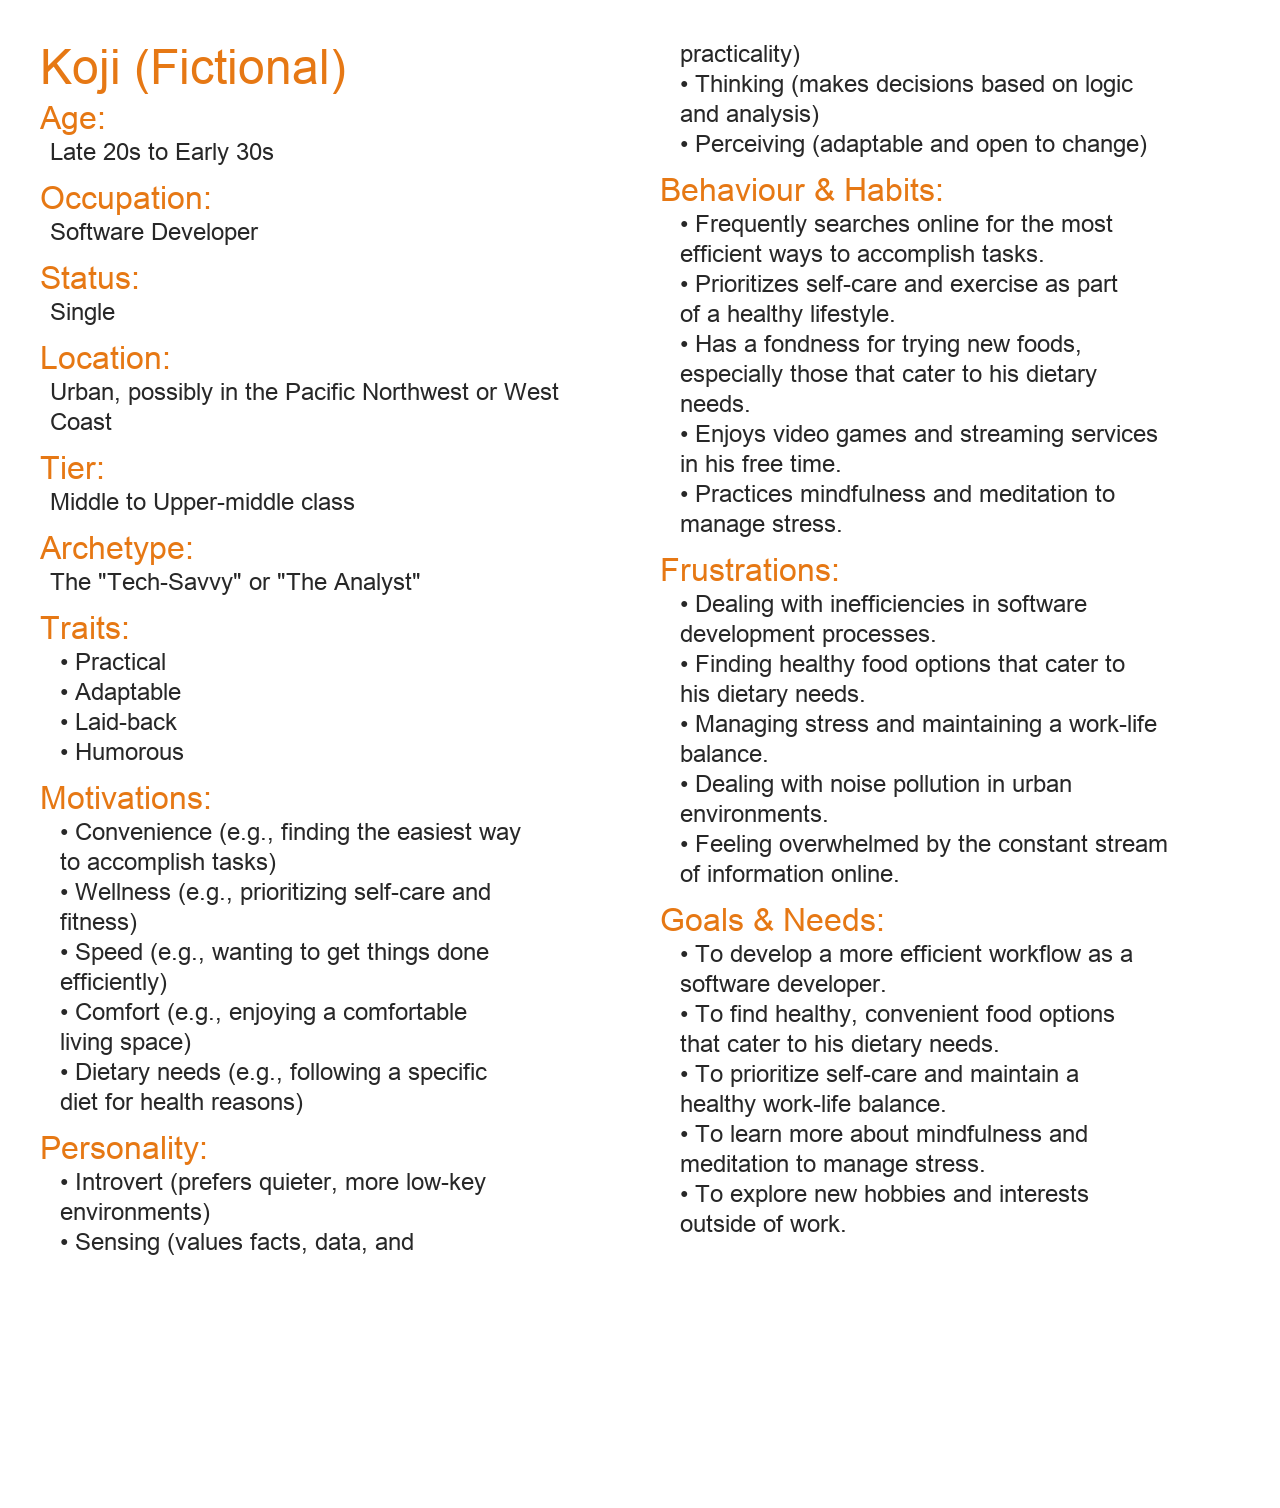 Koji (Fictional)
Age:
Late 20s to Early 30s
Occupation:
Software Developer
Status:
Single
Location:
Urban, possibly in the Pacific Northwest or West
Coast
Tier:
Middle to Upper-middle class
Archetype:
The "Tech-Savvy" or "The Analyst"
Traits:
• Practical
• Adaptable
• Laid-back
• Humorous
Motivations:
• Convenience (e.g., finding the easiest way
to accomplish tasks)
• Wellness (e.g., prioritizing self-care and
fitness)
• Speed (e.g., wanting to get things done
efficiently)
• Comfort (e.g., enjoying a comfortable
living space)
• Dietary needs (e.g., following a specific
diet for health reasons)
Personality:
• Introvert (prefers quieter, more low-key
environments)
• Sensing (values facts, data, and
practicality)
• Thinking (makes decisions based on logic
and analysis)
• Perceiving (adaptable and open to change)
Behaviour & Habits:
• Frequently searches online for the most
efficient ways to accomplish tasks.
• Prioritizes self-care and exercise as part
of a healthy lifestyle.
• Has a fondness for trying new foods,
especially those that cater to his dietary
needs.
• Enjoys video games and streaming services
in his free time.
• Practices mindfulness and meditation to
manage stress.
Frustrations:
• Dealing with inefficiencies in software
development processes.
• Finding healthy food options that cater to
his dietary needs.
• Managing stress and maintaining a work-life
balance.
• Dealing with noise pollution in urban
environments.
• Feeling overwhelmed by the constant stream
of information online.
Goals & Needs:
• To develop a more efficient workflow as a
software developer.
• To find healthy, convenient food options
that cater to his dietary needs.
• To prioritize self-care and maintain a
healthy work-life balance.
• To learn more about mindfulness and
meditation to manage stress.
• To explore new hobbies and interests
outside of work.